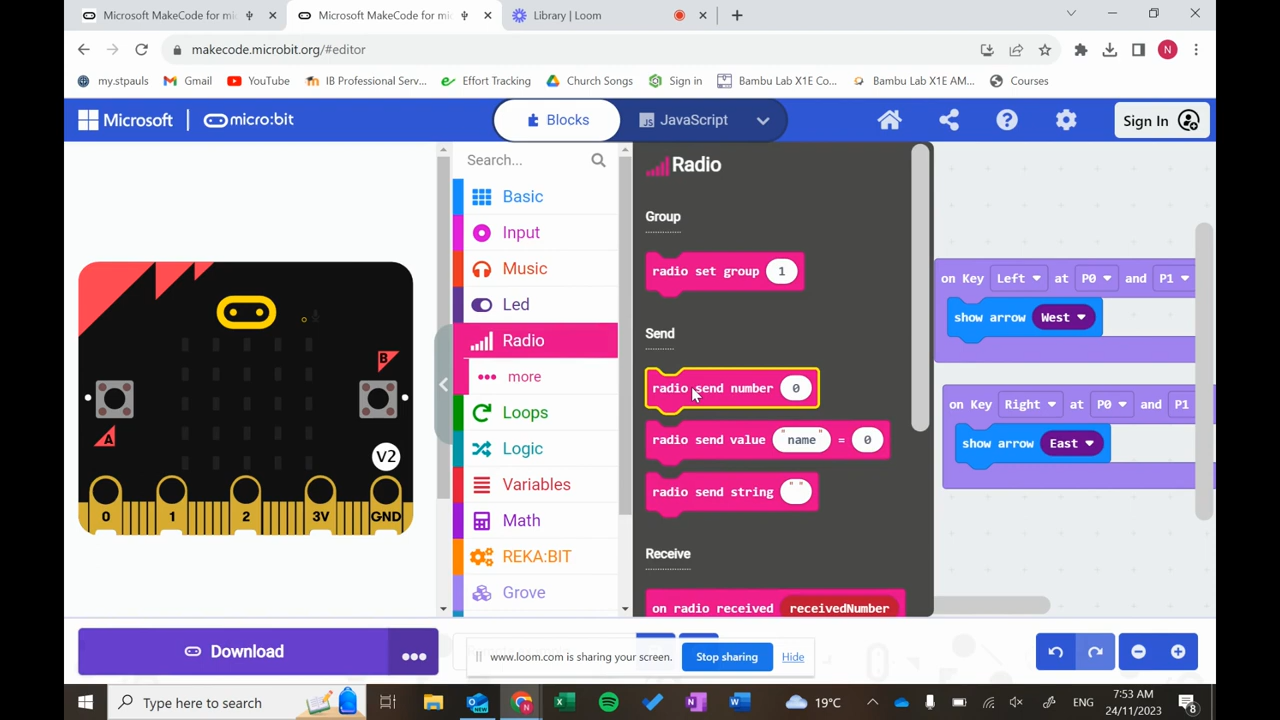 Microsoft MakeCode for mi
Microsoft MakeCode for mi
Library | Loom
makecode.microbit.org/#editor
N
my.stpauls
Gmail
YouTube
IB Professional Serv...
Effort Tracking
Church Songs
Sign in
Bambu Lab X1E Co...
Bambu Lab X1E AM...
Courses
Microsoft
micro:bit
Blocks
JS
JavaScript
Sign In
Search...
Basic
Input
Music
Led
Radio
more
Loops
Logic
Variables
Math
REKA:BIT
Grove
Radio
Group
radio set group 1
Send
radio send number 0
radio send value "name" = 0
radio send string " "
Receive
on radio received receivedNumber
on Key Left at P0 and P1
show arrow West
on Key Right at P0 and P1
show arrow East
A
B
V2
0
1
2
3V
GND
Download
www.loom.com is sharing your screen.
Stop sharing
Hide
Type here to search
19°C
ENG
7:53 AM
24/11/2023
8